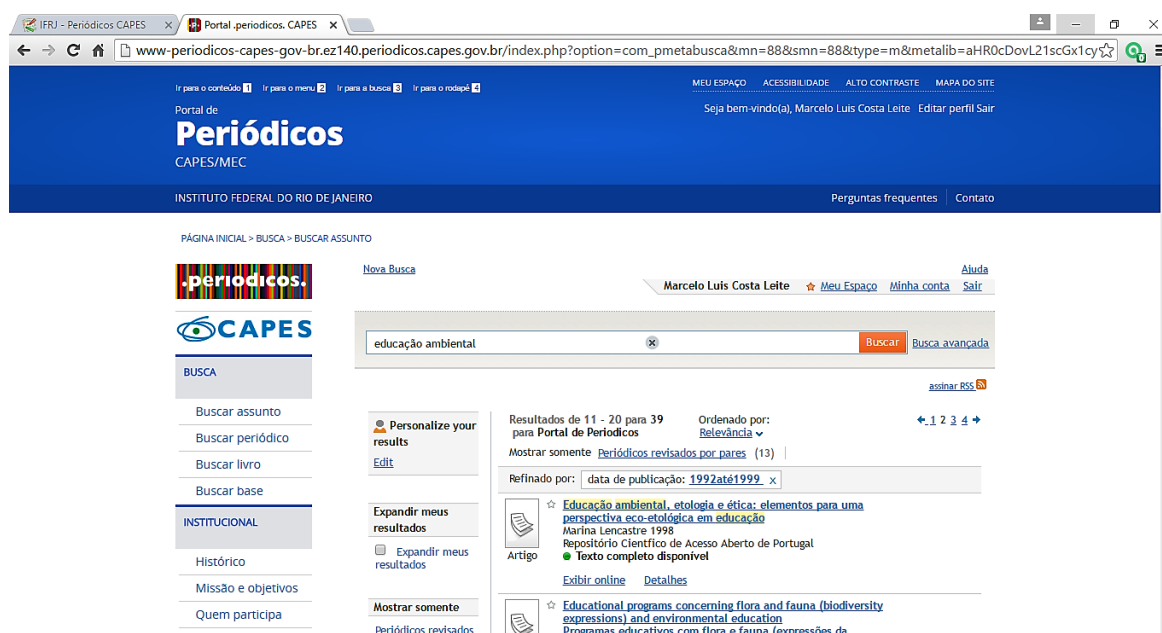 IFRJ - Periódicos CAPES
Portal .periodicos. CAPES
www-periodicos-capes-gov-br.ez140.periodicos.capes.gov.br/index.php?option=com_pmetabusca&mn=88&smn=88&type=m&metalib=aHR0cDovL21scGx1cy
Ir para o conteúdo 1 Ir para o menu 2 Ir para a busca 3 Ir para o rodapé 4
MEU ESPAÇO ACESSIBILIDADE ALTO CONTRASTE MAPA DO SITE
Portal de
Periódicos
CAPES/MEC
Seja bem-vindo(a), Marcelo Luis Costa Leite Editar perfil Sair
INSTITUTO FEDERAL DO RIO DE JANEIRO
Perguntas frequentes Contato
PÁGINA INICIAL > BUSCA > BUSCAR ASSUNTO
.periodicos.
CAPES
BUSCA
Buscar assunto
Buscar periódico
Buscar livro
Buscar base
INSTITUCIONAL
Histórico
Missão e objetivos
Quem participa
Nova Busca
Ajuda
Marcelo Luis Costa Leite Meu Espaço Minha conta Sair
educação ambiental
Buscar Busca avançada
assinar RSS
Personalize your
results
Edit
Expandir meus
resultados
Expandir meus
resultados
Mostrar somente
Periódicos revisados
Resultados de 11 - 20 para 39
para Portal de Periodicos
Ordenado por:
Relevância
1 2 3 4
Mostrar somente Periódicos revisados por pares (13)
Refinado por: data de publicação: 1992até1999 x
Artigo
Educação ambiental, etologia e ética: elementos para uma
perspectiva eco-etológica em educação
Marina Lencastre 1998
Repositório Científico de Acesso Aberto de Portugal
Texto completo disponível
Exibir online Detalhes
Educational programs concerning flora and fauna (biodiversity
expressions) and environmental education
Programas educativos com flora e fauna (expressões da